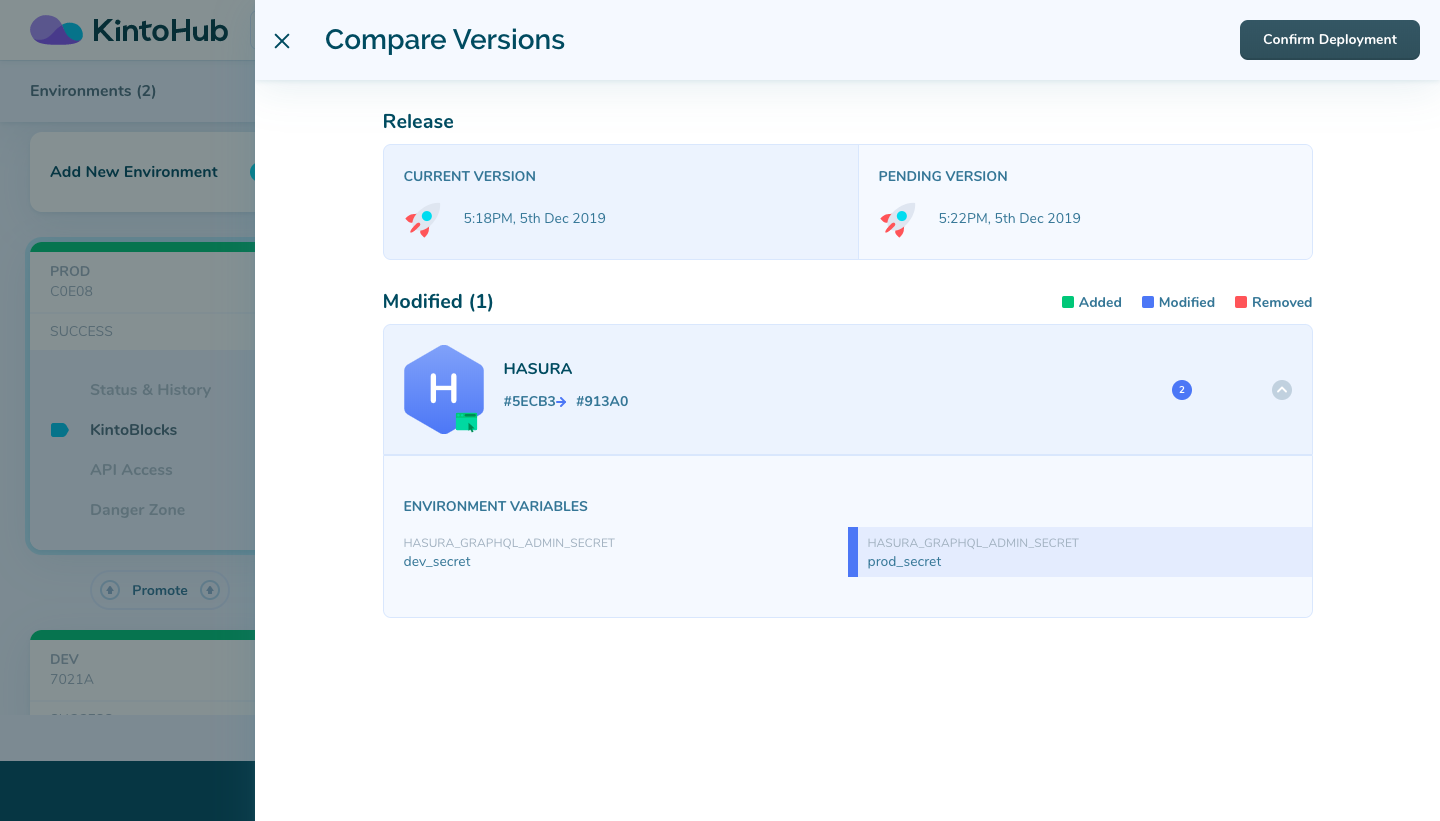 KintoHub
Environments (2)
Add New Environment
PROD
C0E08
SUCCESS
Status & History
KintoBlocks
API Access
Danger Zone
Promote
DEV
7021A
Compare Versions
Confirm Deployment
Release
CURRENT VERSION
5:18PM, 5th Dec 2019
PENDING VERSION
5:22PM, 5th Dec 2019
Modified (1)
Added Modified Removed
H
HASURA
#5ECB3 → #913A0
2
ENVIRONMENT VARIABLES
HASURA_GRAPHQL_ADMIN_SECRET
dev_secret
HASURA_GRAPHQL_ADMIN_SECRET
prod_secret